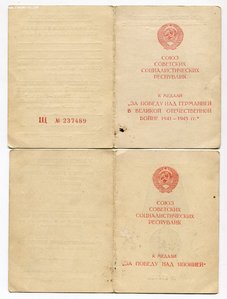 Щ № 237489
СОЮЗ
СОВЕТСКИХ
СОЦИАЛИСТИЧЕСКИХ
РЕСПУБЛИК
К МЕДАЛИ
„ЗА ПОБЕДУ НАД ГЕРМАНИЕЙ
В ВЕЛИКОЙ ОТЕЧЕСТВЕННОЙ
ВОЙНЕ 1941—1945 гг."
СОЮЗ
СОВЕТСКИХ
СОЦИАЛИСТИЧЕСКИХ
РЕСПУБЛИК
К МЕДАЛИ
„ЗА ПОБЕДУ НАД ЯПОНИЕЙ"